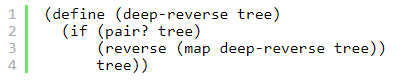 1 (define (deep-reverse tree)
2   (if (pair? tree)
3       (reverse (map deep-reverse tree))
4       tree))